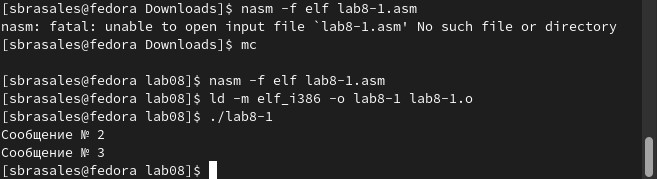 [sbrasales@fedora Downloads]$ nasm -f elf lab8-1.asm
nasm: fatal: unable to open input file `lab8-1.asm' No such file or directory
[sbrasales@fedora Downloads]$ mc
[sbrasales@fedora lab08]$ nasm -f elf lab8-1.asm
[sbrasales@fedora lab08]$ ld -m elf_i386 -o lab8-1 lab8-1.o
[sbrasales@fedora lab08]$ ./lab8-1
Сообщение № 2
Сообщение № 3
[sbrasales@fedora lab08]$